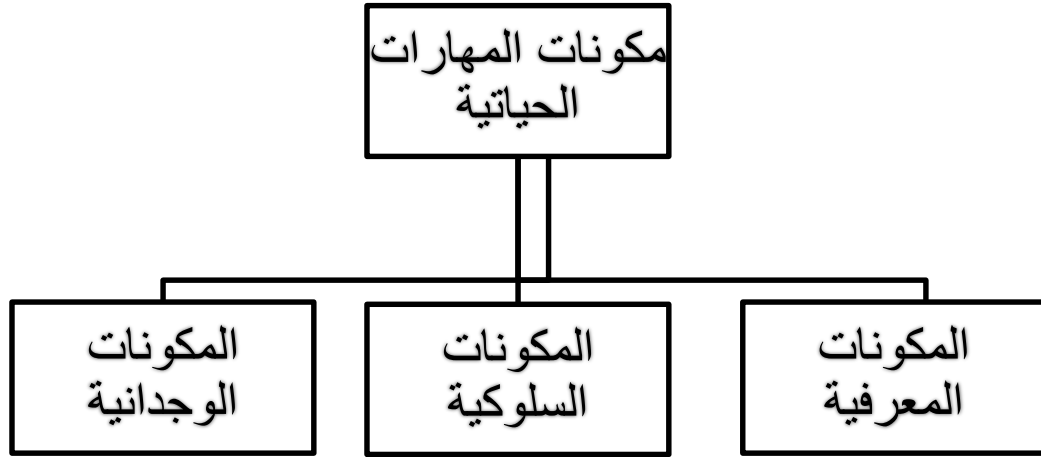 مكونات المهارات
الحياتية
المكونات
المعرفية
المكونات
السلوكية
المكونات
الوجدانية